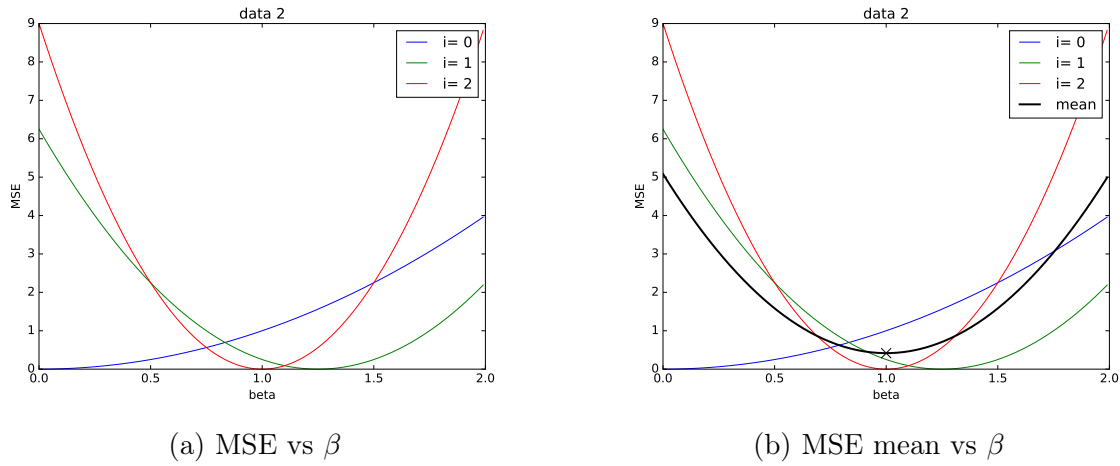 data 2
9
8
7
6
5
4
3
2
1
0
MSE
i= 0
i= 1
i= 2
0.0 0.5 1.0 1.5 2.0
beta
(a) MSE vs β
data 2
9
8
7
6
5
4
3
2
1
0
MSE
i= 0
i= 1
i= 2
mean
0.0 0.5 1.0 1.5 2.0
beta
(b) MSE mean vs β